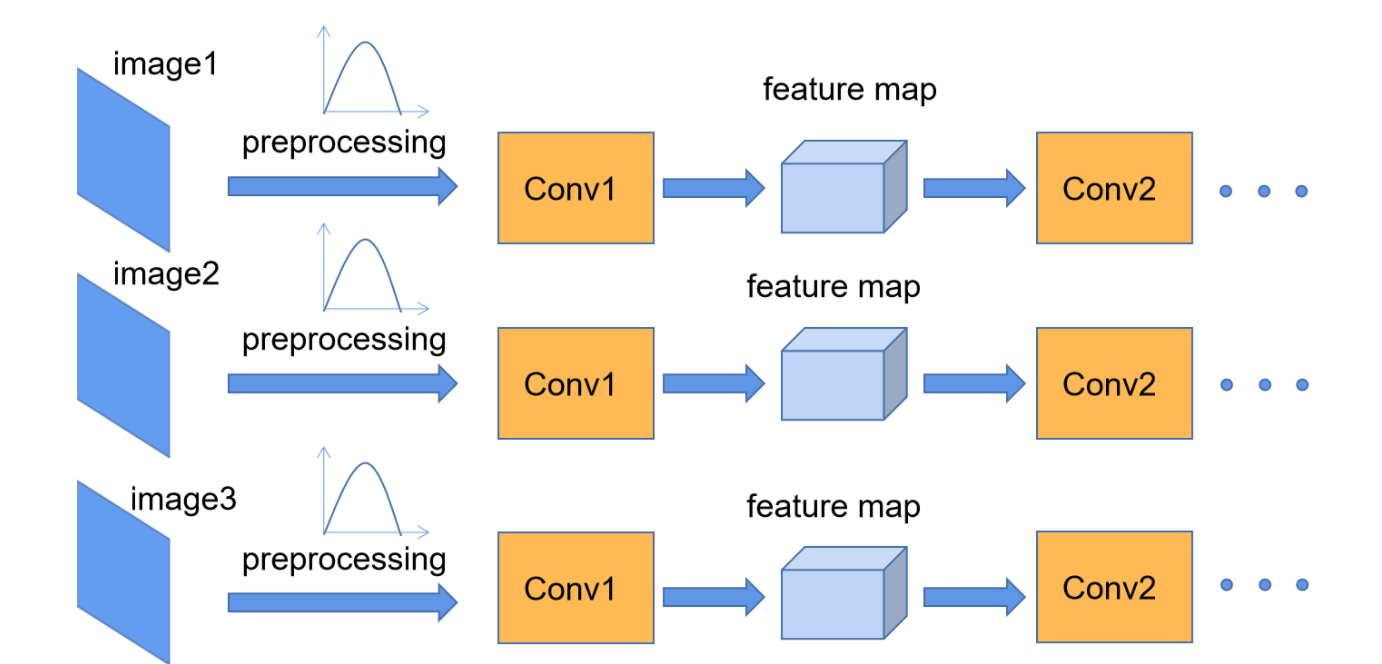 image1
preprocessing
feature map
Conv1
Conv2
image2
preprocessing
feature map
Conv1
Conv2
image3
preprocessing
feature map
Conv1
Conv2